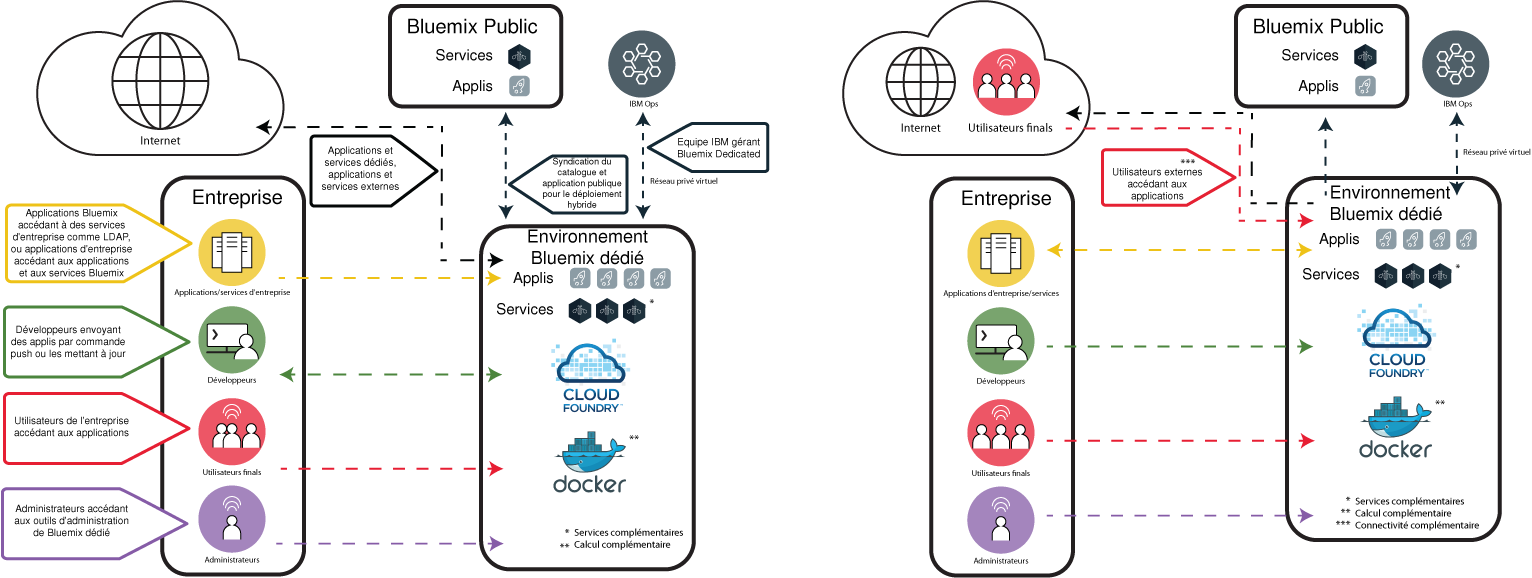 Internet
Bluemix Public
Services
Applis
IBM Ops
Applications et
services dédiés,
applications et
services externes
Syndication du
catalogue et
application publique
pour le déploiement
hybride
Equipe IBM gérant
Bluemix Dedicated
Réseau privé virtuel
Applications Bluemix
accédant à des services
d'entreprise comme LDAP,
ou applications d'entreprise
accédant aux applications
et aux services Bluemix
Développeurs envoyant
des applis par commande
push ou les mettant à jour
Utilisateurs de l'entreprise
accédant aux applications
Administrateurs accédant
aux outils d'administration
de Bluemix dédié
Entreprise
Applications/services d'entreprise
Développeurs
Utilisateurs finals
Administrateurs
Environnement
Bluemix dédié
Applis
Services
*
CLOUD
FOUNDRY™
**
docker
* Services complémentaires
** Calcul complémentaire
Internet
Utilisateurs finals
Bluemix Public
Services
Applis
IBM Ops
Réseau privé virtuel
***
Utilisateurs externes
accédant aux
applications
Entreprise
Applications d'entreprise/services
Développeurs
Utilisateurs finals
Administrateurs
Environnement
Bluemix dédié
Applis
Services
*
CLOUD
FOUNDRY™
**
docker
* Services complémentaires
** Calcul complémentaire
*** Connectivité complémentaire